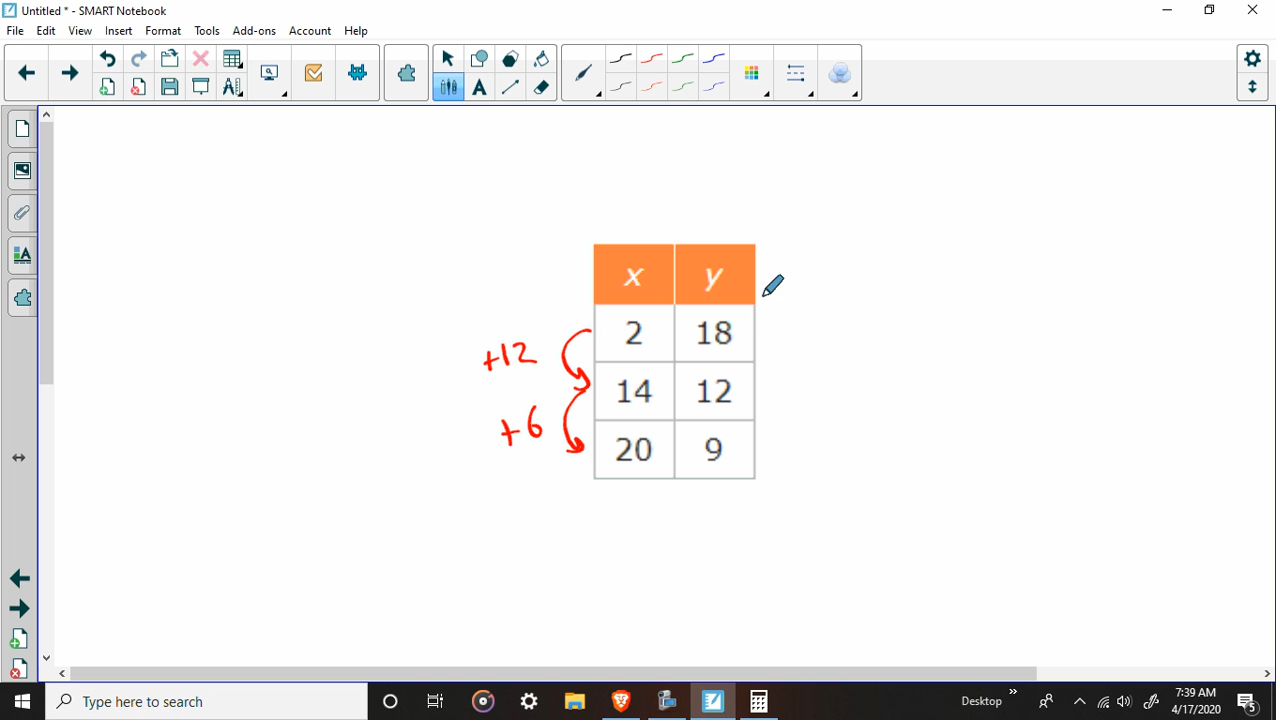 Untitled * - SMART Notebook
File Edit View Insert Format Tools Add-ons Account Help
x y
2 18
+12
14 12
+6
20 9
Type here to search
Desktop
7:39 AM
4/17/2020
5